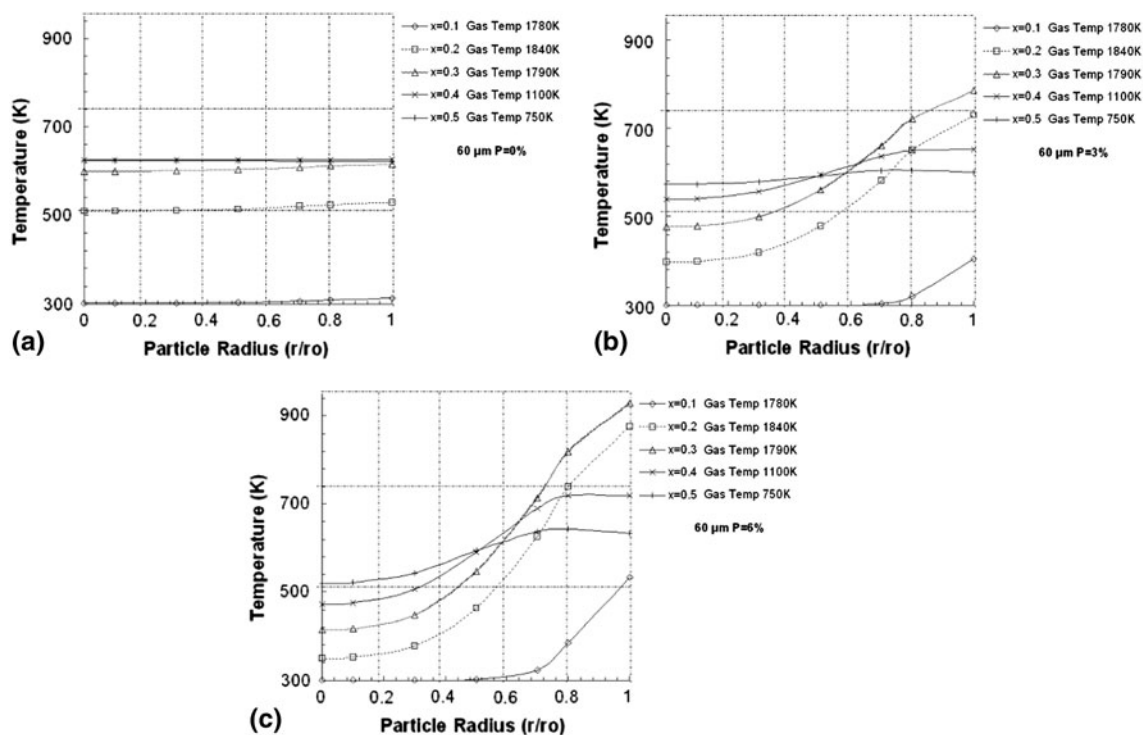 Temperature (K)
900
700
500
300
0
0.2
0.4
0.6
0.8
1
Particle Radius (r/ro)
x=0.1 Gas Temp 1780K
x=0.2 Gas Temp 1840K
x=0.3 Gas Temp 1790K
x=0.4 Gas Temp 1100K
x=0.5 Gas Temp 750K
60 µm P=0%
(a)
Temperature (K)
900
700
500
300
0
0.2
0.4
0.6
0.8
1
Particle Radius (r/ro)
x=0.1 Gas Temp 1780K
x=0.2 Gas Temp 1840K
x=0.3 Gas Temp 1790K
x=0.4 Gas Temp 1100K
x=0.5 Gas Temp 750K
60 µm P=3%
(b)
Temperature (K)
900
700
500
300
0
0.2
0.4
0.6
0.8
1
Particle Radius (r/ro)
x=0.1 Gas Temp 1780K
x=0.2 Gas Temp 1840K
x=0.3 Gas Temp 1790K
x=0.4 Gas Temp 1100K
x=0.5 Gas Temp 750K
60 µm P=6%
(c)